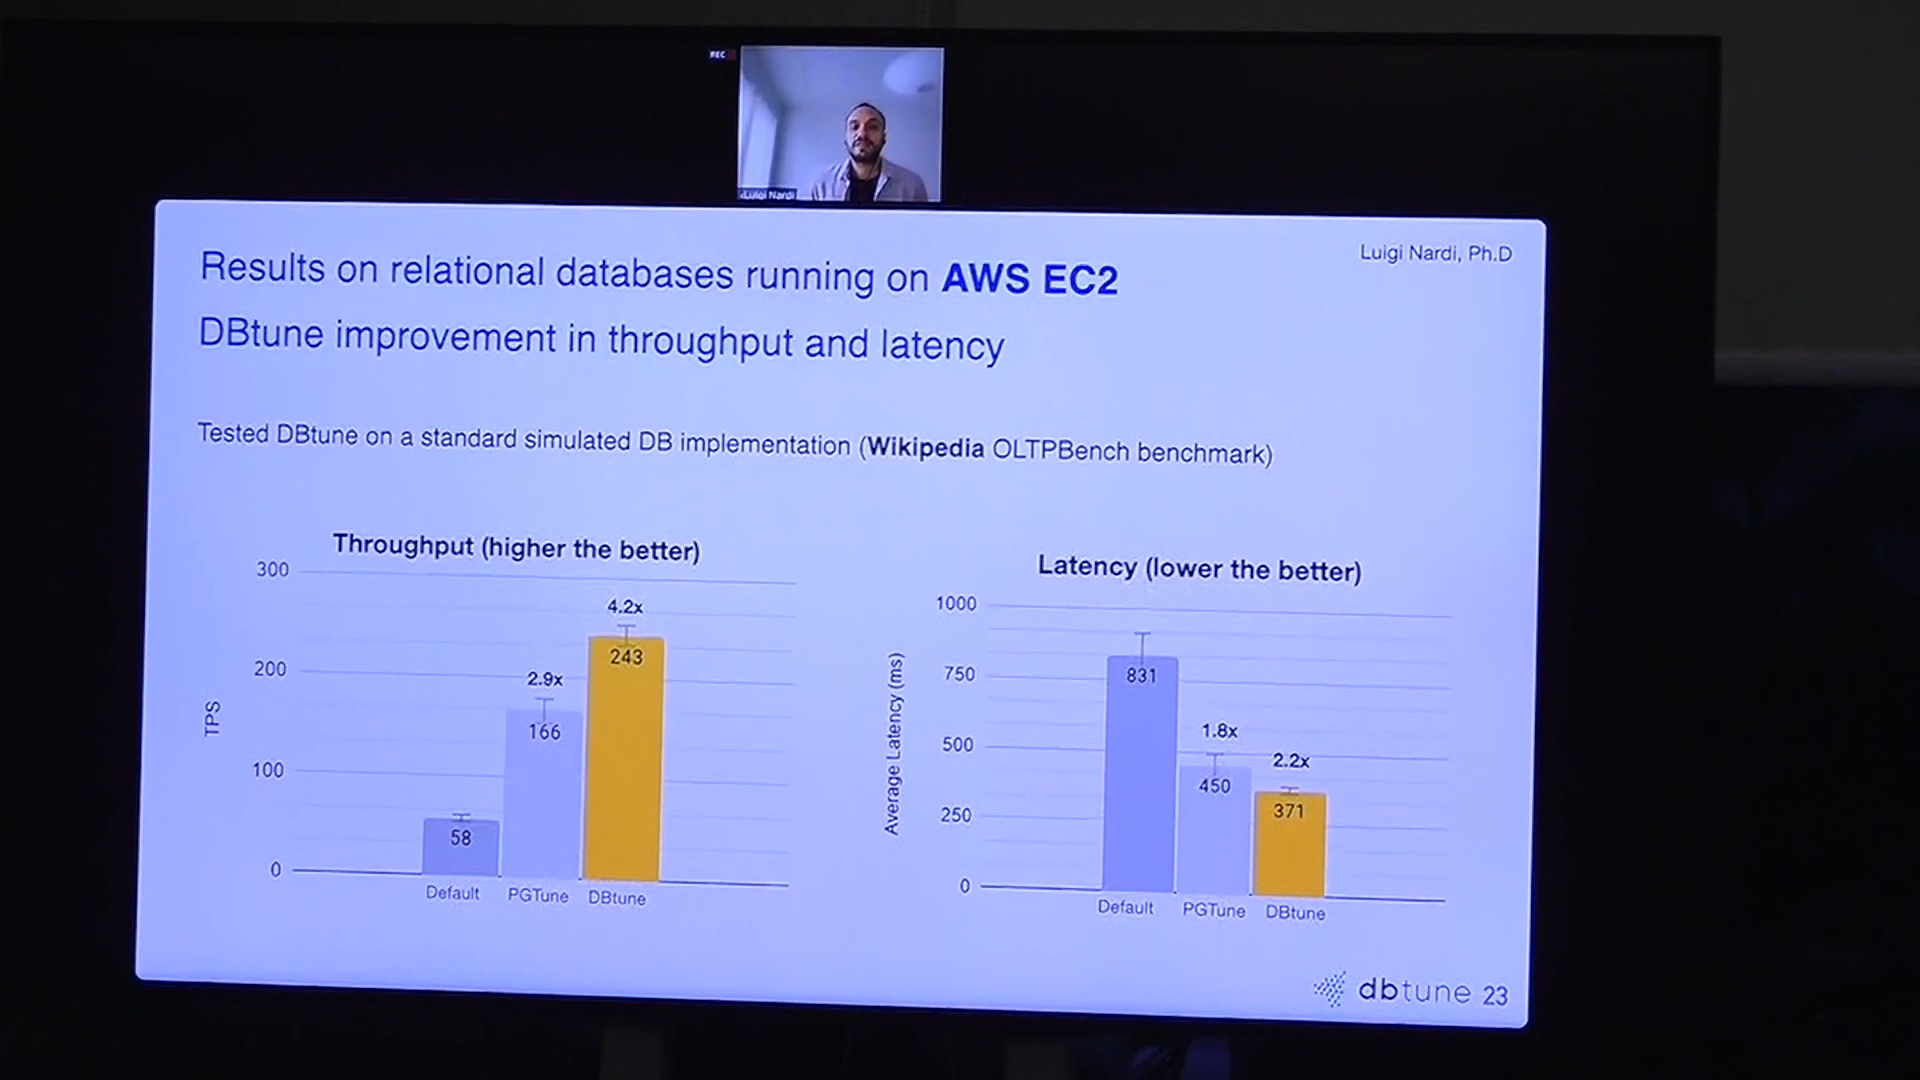 REC
Luigi Nardi
Luigi Nardi, Ph.D
Results on relational databases running on AWS EC2
DBtune improvement in throughput and latency
Tested DBtune on a standard simulated DB implementation (Wikipedia OLTPBench benchmark)
Throughput (higher the better)
300
200
100
0
TPS
4.2x
243
2.9x
166
58
Default PGTune DBtune
Latency (lower the better)
1000
750
500
250
0
Average Latency (ms)
831
1.8x
450
2.2x
371
Default PGTune DBtune
dbtune 23